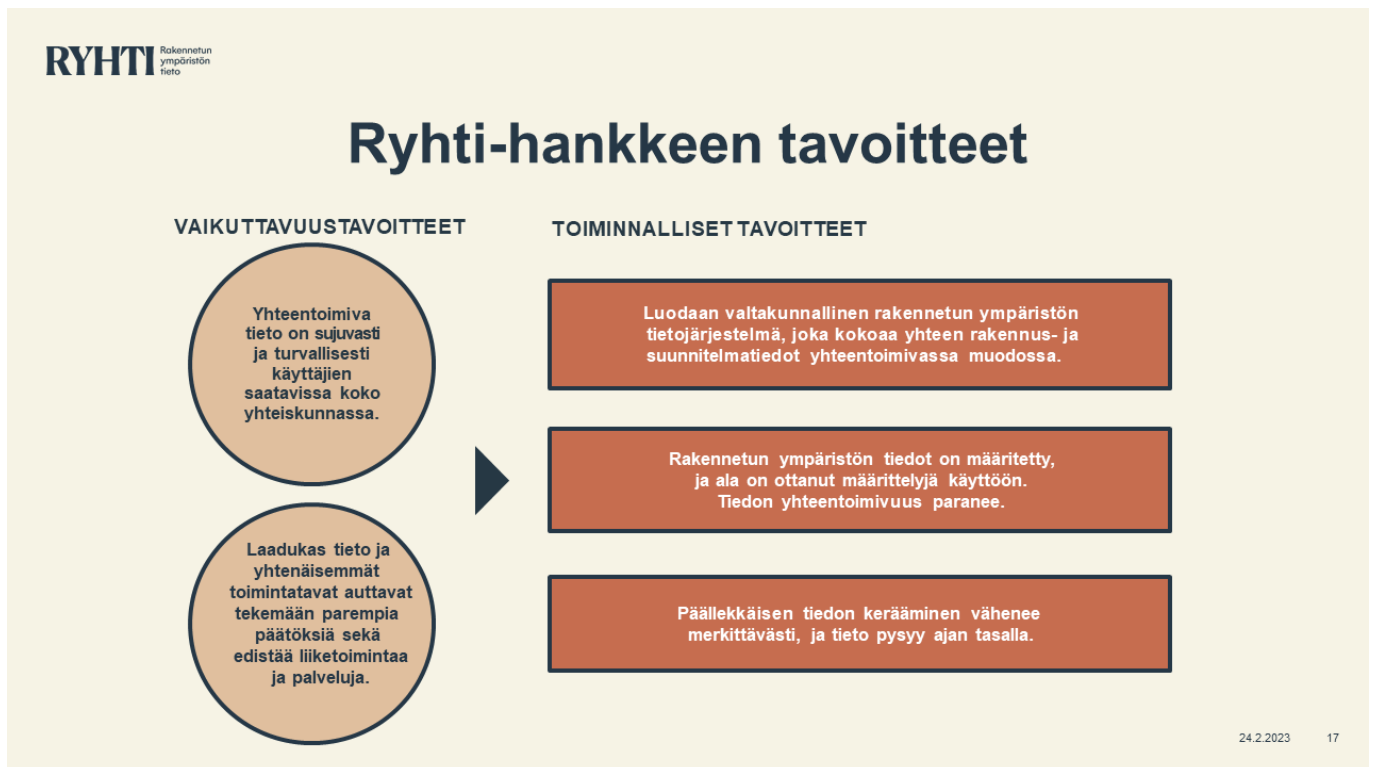 RYHTI
Rakennetun
ympäristön
tieto
Ryhti-hankkeen tavoitteet
VAIKUTTAVUUSTAVOITTEET
Yhteentoimiva
tieto on sujuvasti
ja turvallisesti
käyttäjien
saatavissa koko
yhteiskunnassa.
Laadukas tieto ja
yhtenäisemmät
toimintatavat auttavat
tekemään parempia
päätöksiä sekä
edistää liiketoimintaa
ja palveluja.
TOIMINNALLISET TAVOITTEET
Luodaan valtakunnallinen rakennetun ympäristön
tietojärjestelmä, joka kokoaa yhteen rakennus- ja
suunnitelmatiedot yhteentoimivassa muodossa.
Rakennetun ympäristön tiedot on määritetty,
ja ala on ottanut määrittelyjä käyttöön.
Tiedon yhteentoimivuus paranee.
Päällekkäisen tiedon kerääminen vähenee
merkittävästi, ja tieto pysyy ajan tasalla.
24.2.2023 17